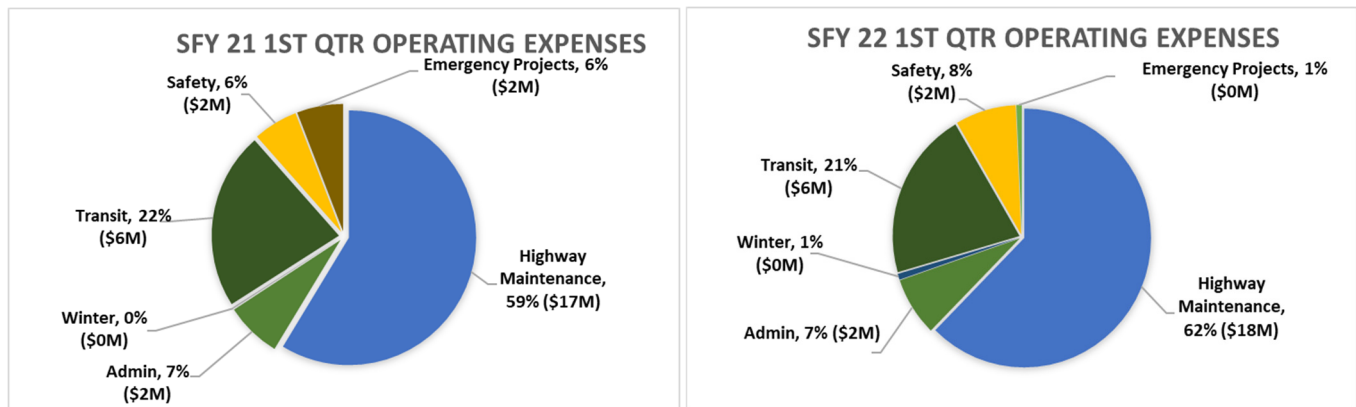 SFY 21 1ST QTR OPERATING EXPENSES
Emergency Projects, 6%
($2M)
Safety, 6%
($2M)
Transit, 22%
($6M)
Highway
Maintenance,
59% ($17M)
Winter, 0%
($0M)
Admin, 7%
($2M)
SFY 22 1ST QTR OPERATING EXPENSES
Emergency Projects, 1%
($0M)
Safety, 8%
($2M)
Transit, 21%
($6M)
Winter, 1%
($0M)
Highway
Maintenance,
62% ($18M)
Admin, 7% ($2M)